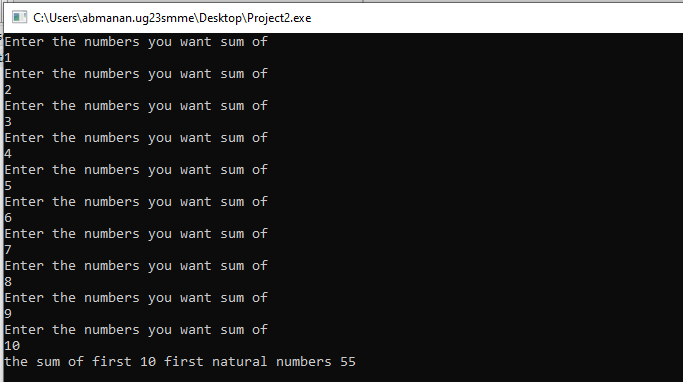 C:\Users\abmanan.ug23smme\Desktop\Project2.exe
Enter the numbers you want sum of
1
Enter the numbers you want sum of
2
Enter the numbers you want sum of
3
Enter the numbers you want sum of
4
Enter the numbers you want sum of
5
Enter the numbers you want sum of
6
Enter the numbers you want sum of
7
Enter the numbers you want sum of
8
Enter the numbers you want sum of
9
Enter the numbers you want sum of
10
the sum of first 10 first natural numbers 55